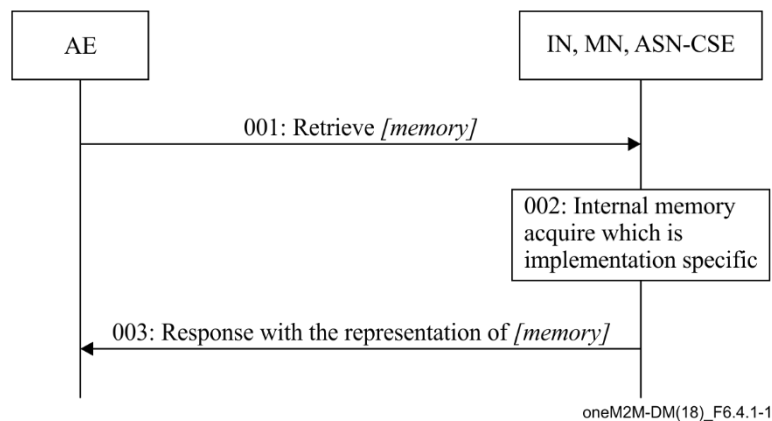 AE
IN, MN, ASN-CSE
001: Retrieve [memory]
002: Internal memory
acquire which is
implementation specific
003: Response with the representation of [memory]
oneM2M-DM(18)_F6.4.1-1